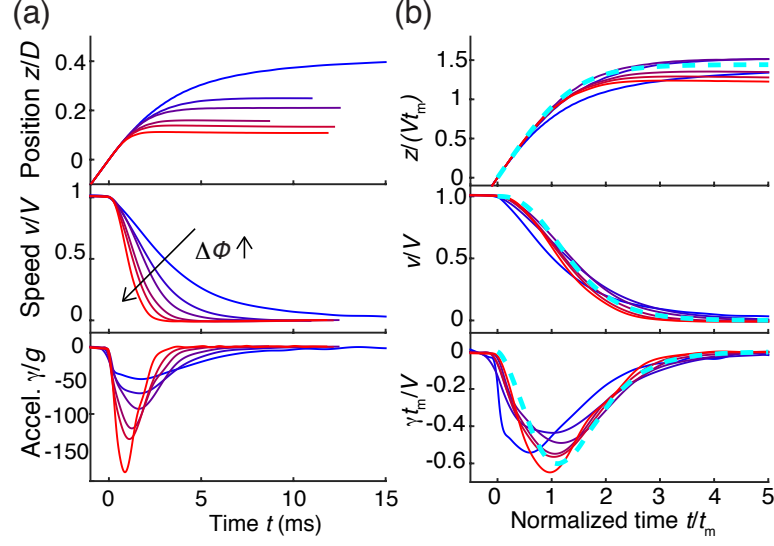 (a)
Position z/D
0.4
0.2
0
Speed v/V
1
0.5
0
ΔΦ ↑
Accel. γ/g
0
-50
-100
-150
0
5
10
15
Time t (ms)
(b)
z/(Vt_m)
1.5
1.0
0.5
0
v/V
1.0
0.5
0
γt_m/V
0
-0.2
-0.4
-0.6
0
1
2
3
4
5
Normalized time t/t_m